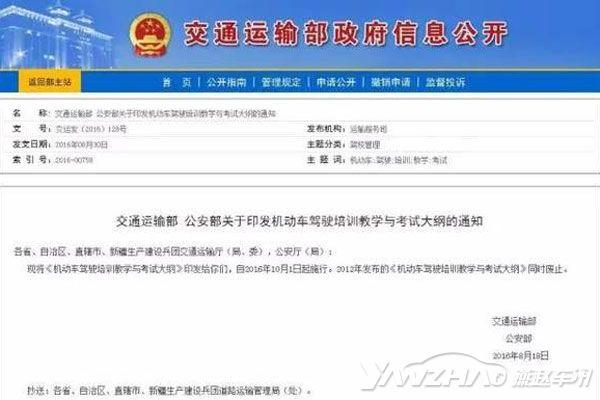 交通运输部政府信息公开
返回部主站 首 页 | 公开指南 | 管理规定 | 申请公开 | 撤销申请 | 监督投诉
名 称: 交通运输部 公安部关于印发机动车驾驶培训教学与考试大纲的通知
文 号: 交运发〔2016〕128号 发布机构: 运输服务司
发文日期: 2016年08月30日 主题分类: 驾校管理
索 引 号: 2016-00758 主 题 词: 机动车;驾驶;培训;教学;考试
交通运输部 公安部关于印发机动车驾驶培训教学与考试大纲的通知
各省、自治区、直辖市、新疆生产建设兵团交通运输厅(局、委),公安厅(局):
现将《机动车驾驶培训教学与考试大纲》印发给你们,自2016年10月1日起施行。2012年发布的《机动车驾驶培训教学与考试大纲》同时废止。
交通运输部
公安部
2016年8月18日
抄送:各省、自治区、直辖市、新疆生产建设兵团道路运输管理局(处)。
YANZHAO 燕赵车讯